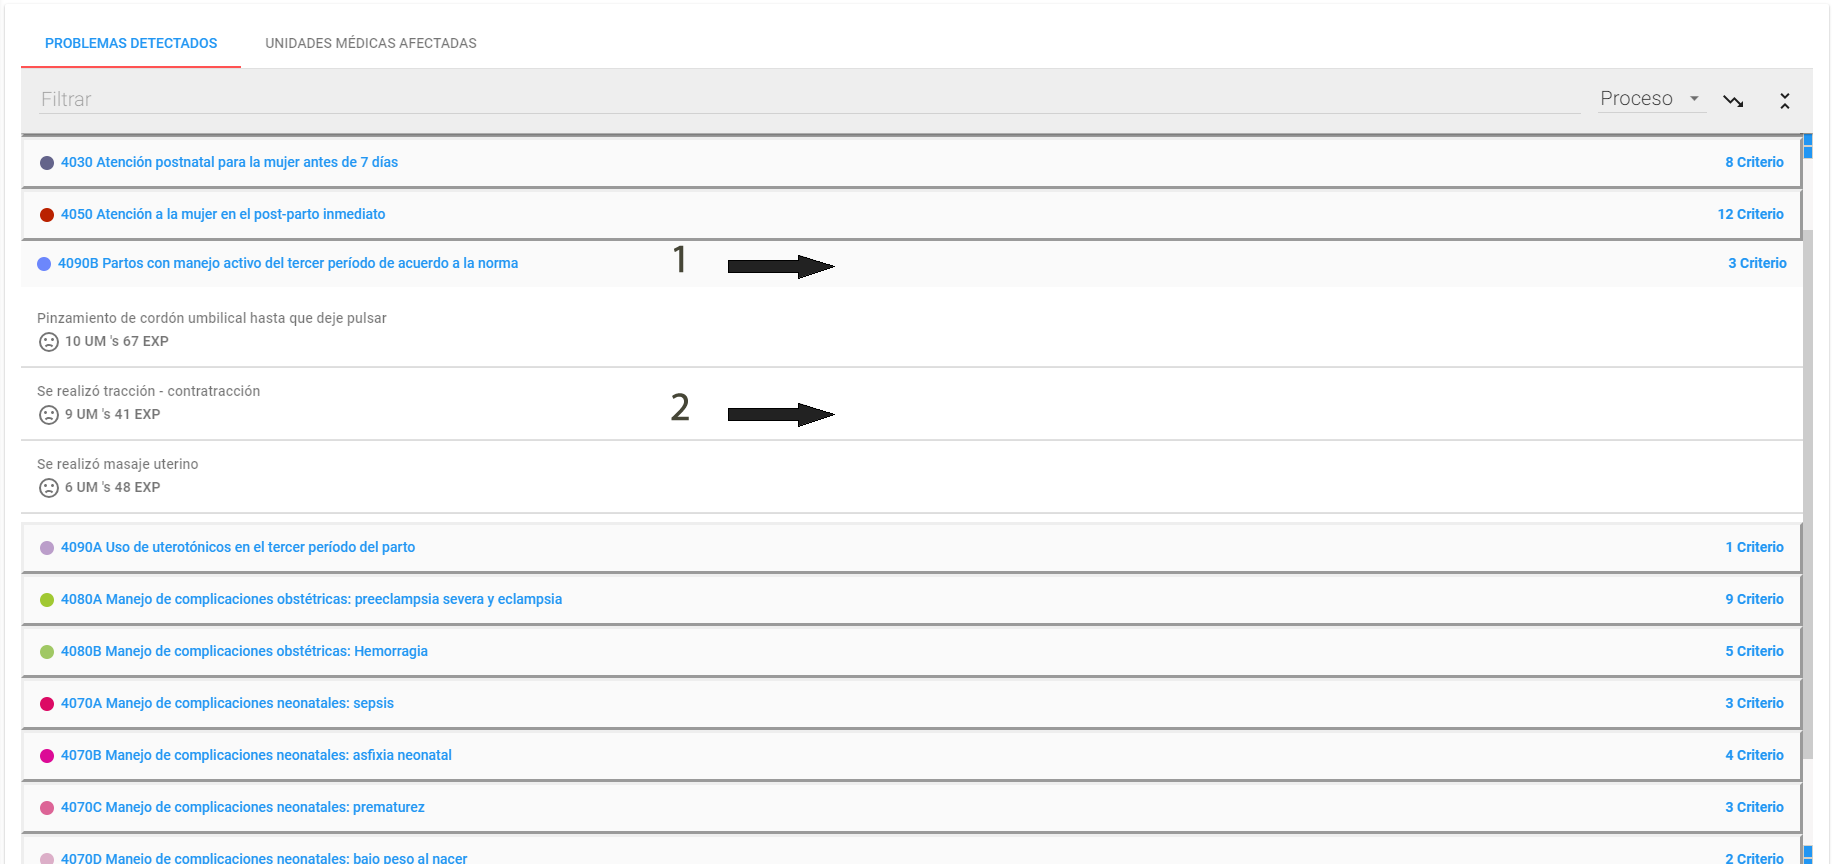 PROBLEMAS DETECTADOS UNIDADES MÉDICAS AFECTADAS
Filtrar Proceso
4030 Atención postnatal para la mujer antes de 7 días 8 Criterio
4050 Atención a la mujer en el post-parto inmediato 12 Criterio
4090B Partos con manejo activo del tercer período de acuerdo a la norma 1 3 Criterio
Pinzamiento de cordón umbilical hasta que deje pulsar
10 UM 's 67 EXP
Se realizó tracción - contratracción
9 UM 's 41 EXP 2
Se realizó masaje uterino
6 UM 's 48 EXP
4090A Uso de uterotónicos en el tercer período del parto 1 Criterio
4080A Manejo de complicaciones obstétricas: preeclampsia severa y eclampsia 9 Criterio
4080B Manejo de complicaciones obstétricas: Hemorragia 5 Criterio
4070A Manejo de complicaciones neonatales: sepsis 3 Criterio
4070B Manejo de complicaciones neonatales: asfixia neonatal 4 Criterio
4070C Manejo de complicaciones neonatales: prematurez 3 Criterio
4070D Manejo de complicaciones neonatales: bajo peso al nacer 2 Criterio